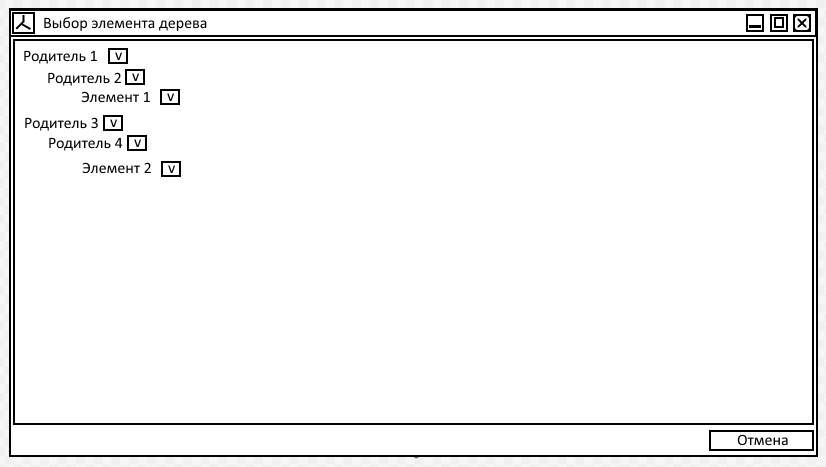 Выбор элемента дерева
Родитель 1 v
Родитель 2 v
Элемент 1 v
Родитель 3 v
Родитель 4 v
Элемент 2 v
Отмена